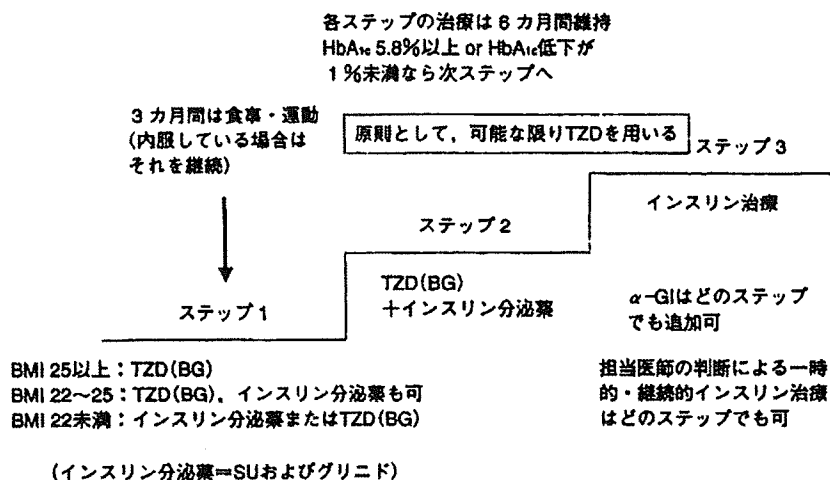 各ステップの治療は6カ月間維持
HbA₁c 5.8%以上 or HbA₁c低下が
1%未満なら次ステップへ
3カ月間は食事・運動
(内服している場合は
それを継続)
原則として，可能な限りTZDを用いる
ステップ3
インスリン治療
ステップ2
TZD(BG)
＋インスリン分泌薬
α-GIはどのステップ
でも追加可
ステップ1
BMI 25以上：TZD(BG)
BMI 22〜25：TZD(BG)，インスリン分泌薬も可
BMI 22未満：インスリン分泌薬またはTZD(BG)
担当医師の判断による一時
的・継続的インスリン治療
はどのステップでも可
(インスリン分泌薬＝SUおよびグリニド)